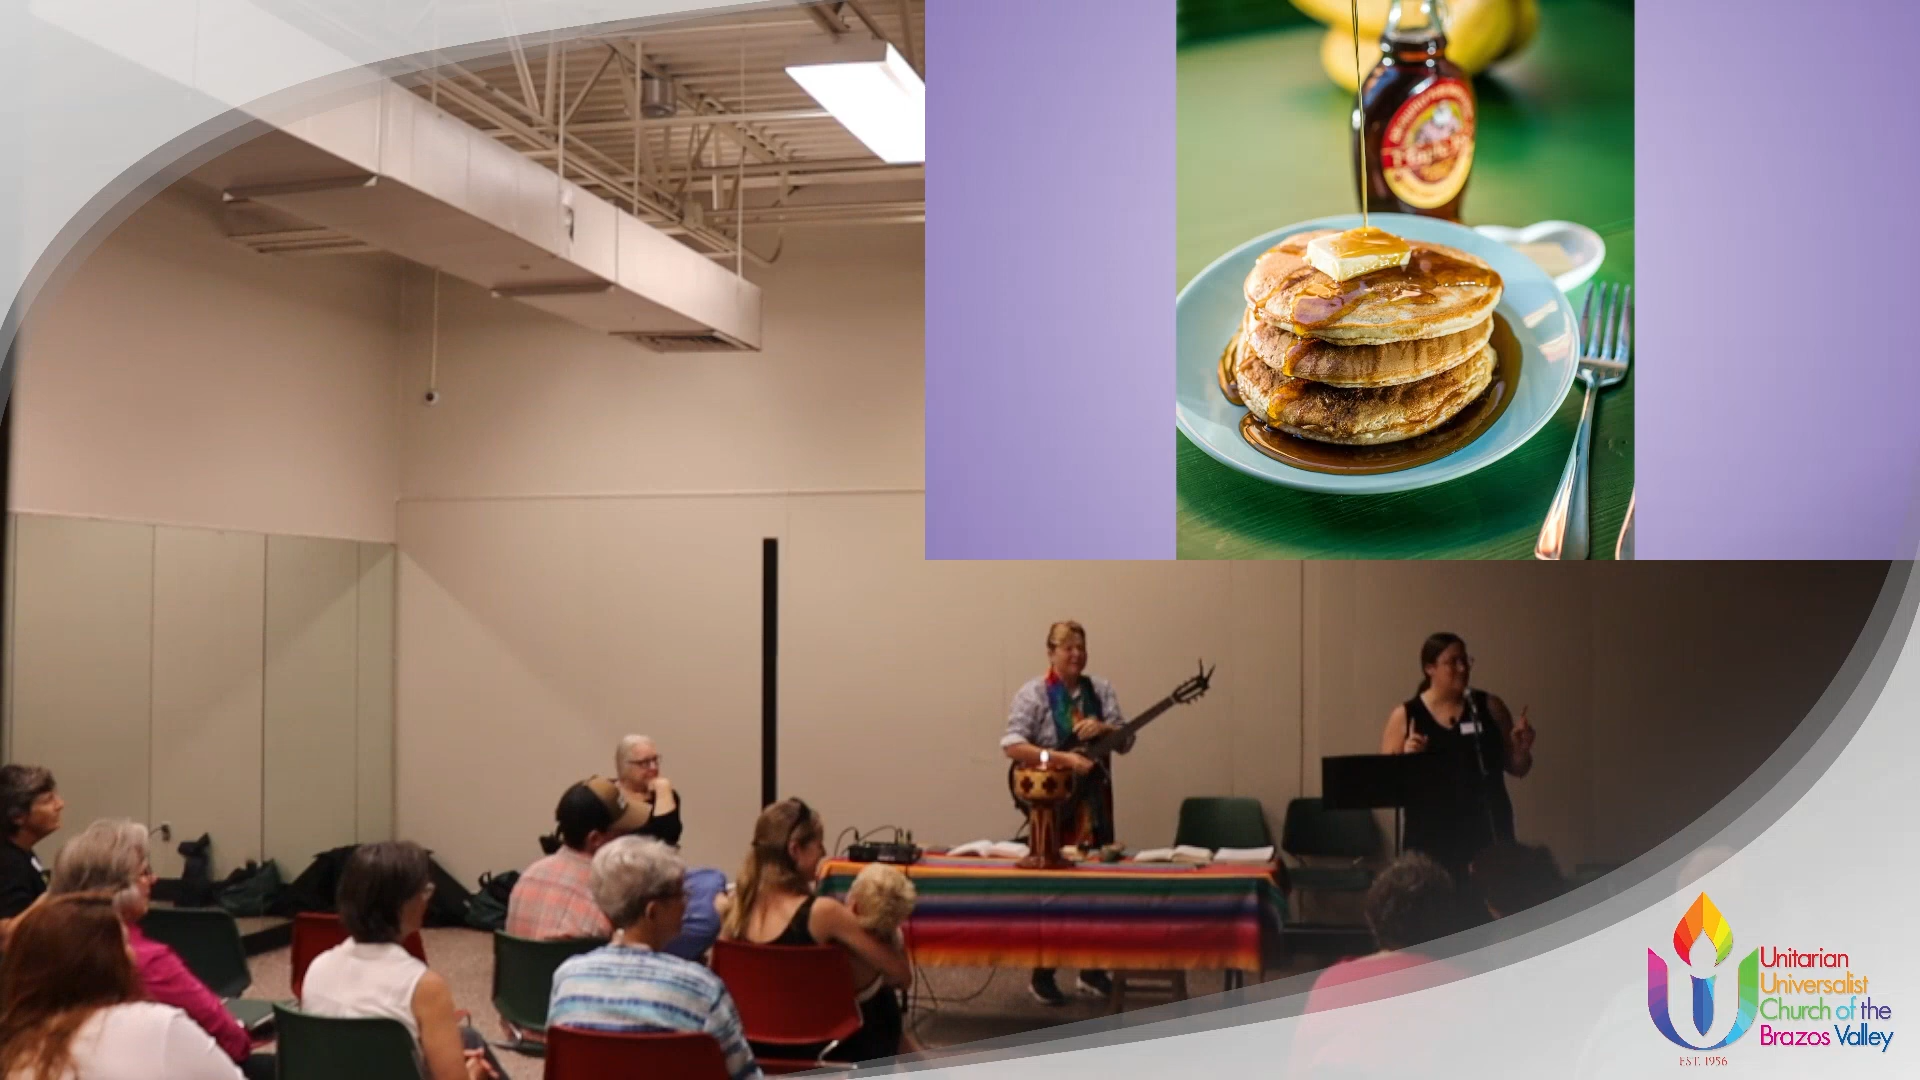 Unitarian
Universalist
Church of the
Brazos Valley
EST. 1956